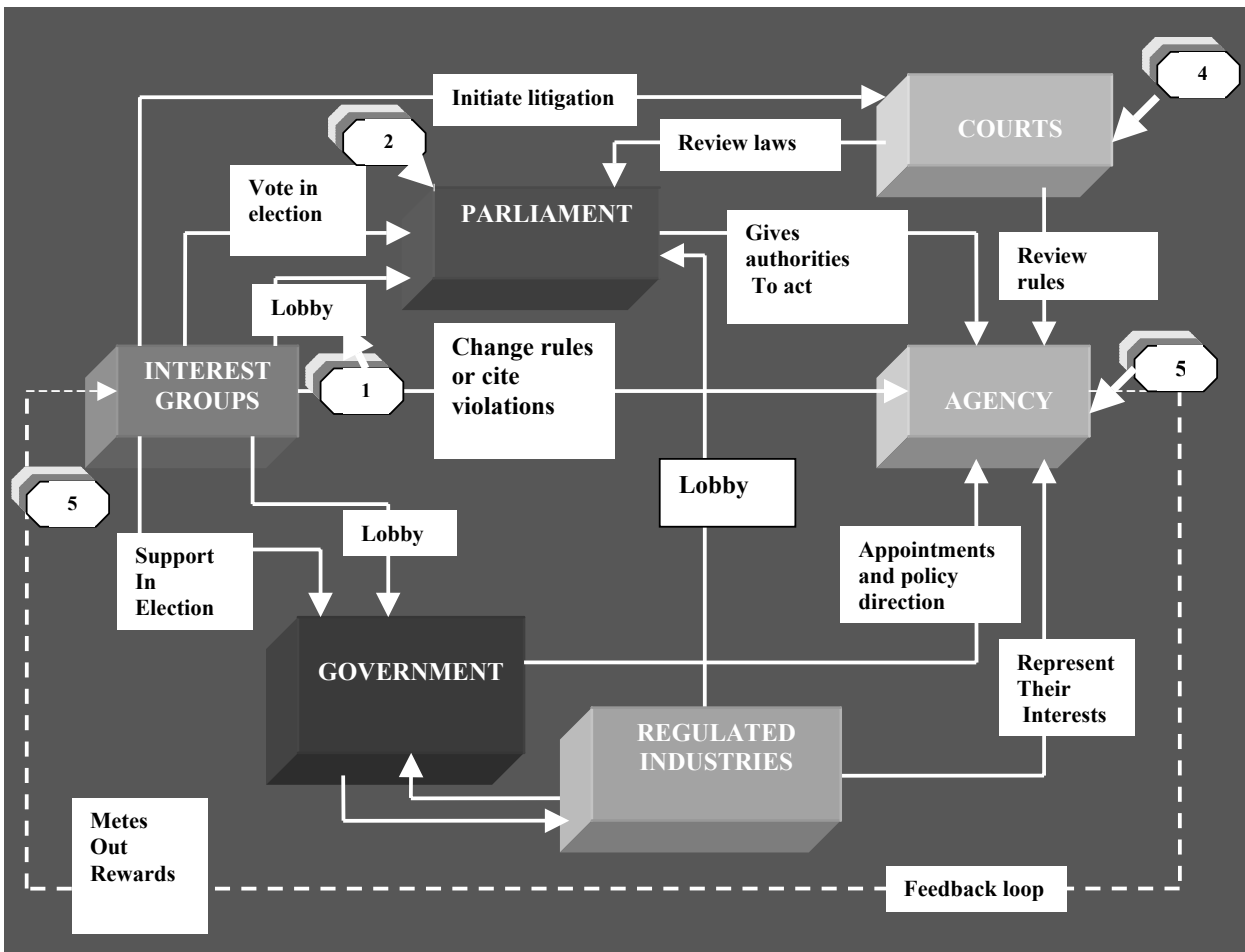 Initiate litigation
4
COURTS
2
Review laws
Vote in
election
PARLIAMENT
Gives
authorities
To act
Review
rules
Lobby
INTEREST
GROUPS
1
Change rules
or cite
violations
5
AGENCY
5
Lobby
Lobby
Support
In
Election
Appointments
and policy
direction
GOVERNMENT
Represent
Their
Interests
REGULATED
INDUSTRIES
Metes
Out
Rewards
Feedback loop